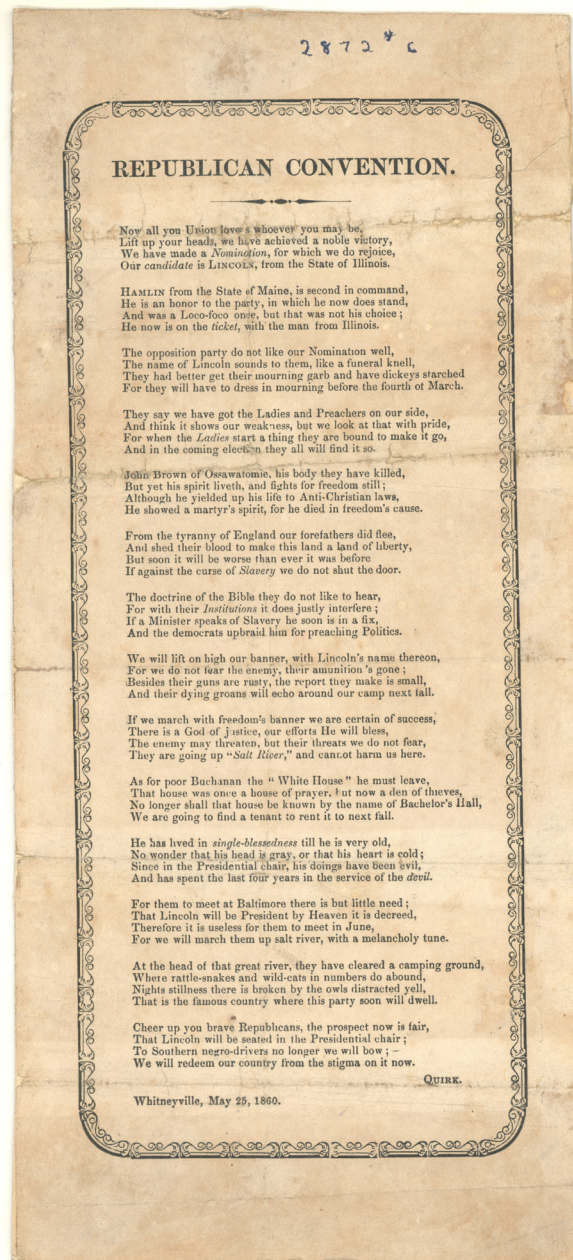 2872*c
REPUBLICAN CONVENTION.
Now all you Union lovers whoever you may be,
Lift up your heads, we have achieved a noble victory,
We have made a Nomination, for which we do rejoice,
Our candidate is LINCOLN, from the State of Illinois.
HAMLIN from the State of Maine, is second in command,
He is an honor to the party, in which he now does stand,
And was a Loco-foco once, but that was not his choice ;
He now is on the ticket, with the man from Illinois.
The opposition party do not like our Nomination well,
The name of Lincoln sounds to them, like a funeral knell,
They had better get their mourning garb and have dickeys starched
For they will have to dress in mourning before the fourth of March.
They say we have got the Ladies and Preachers on our side,
And think it shows our weakness, but we look at that with pride,
For when the Ladies start a thing they are bound to make it go,
And in the coming election they all will find it so.
John Brown of Ossawatomie, his body they have killed,
But yet his spirit liveth, and fights for freedom still ;
Although he yielded up his life to Anti-Christian laws,
He showed a martyr's spirit, for he died in freedom's cause.
From the tyranny of England our forefathers did flee,
And shed their blood to make this land a land of liberty,
But soon it will be worse than ever it was before
If against the curse of Slavery we do not shut the door.
The doctrine of the Bible they do not like to hear,
For with their Institutions it does justly interfere ;
If a Minister speaks of Slavery he soon is in a fix,
And the democrats upbraid him for preaching Politics.
We will lift on high our banner, with Lincoln's name thereon,
For we do not fear the enemy, their amunition 's gone ;
Besides their guns are rusty, the report they make is small,
And their dying groans will echo around our camp next fall.
If we march with freedom's banner we are certain of success,
There is a God of justice, our efforts He will bless,
The enemy may threaten, but their threats we do not fear,
They are going up "Salt River," and cannot harm us here.
As for poor Buchanan the " White House " he must leave,
That house was once a house of prayer, but now a den of thieves,
No longer shall that house be known by the name of Bachelor's Hall,
We are going to find a tenant to rent it to next fall.
He has lived in single-blessedness till he is very old,
No wonder that his head is gray, or that his heart is cold ;
Since in the Presidential chair, his doings have been evil,
And has spent the last four years in the service of the devil.
For them to meet at Baltimore there is but little need ;
That Lincoln will be President by Heaven it is decreed,
Therefore it is useless for them to meet in June,
For we will march them up salt river, with a melancholy tune.
At the head of that great river, they have cleared a camping ground,
Where rattle-snakes and wild-cats in numbers do abound,
Nights stillness there is broken by the owls distracted yell,
That is the famous country where this party soon will dwell.
Cheer up you brave Republicans, the prospect now is fair,
That Lincoln will be seated in the Presidential chair ;
To Southern negro-drivers no longer we will bow ; –
We will redeem our country from the stigma on it now.
QUIRK.
Whitneyville, May 25, 1860.